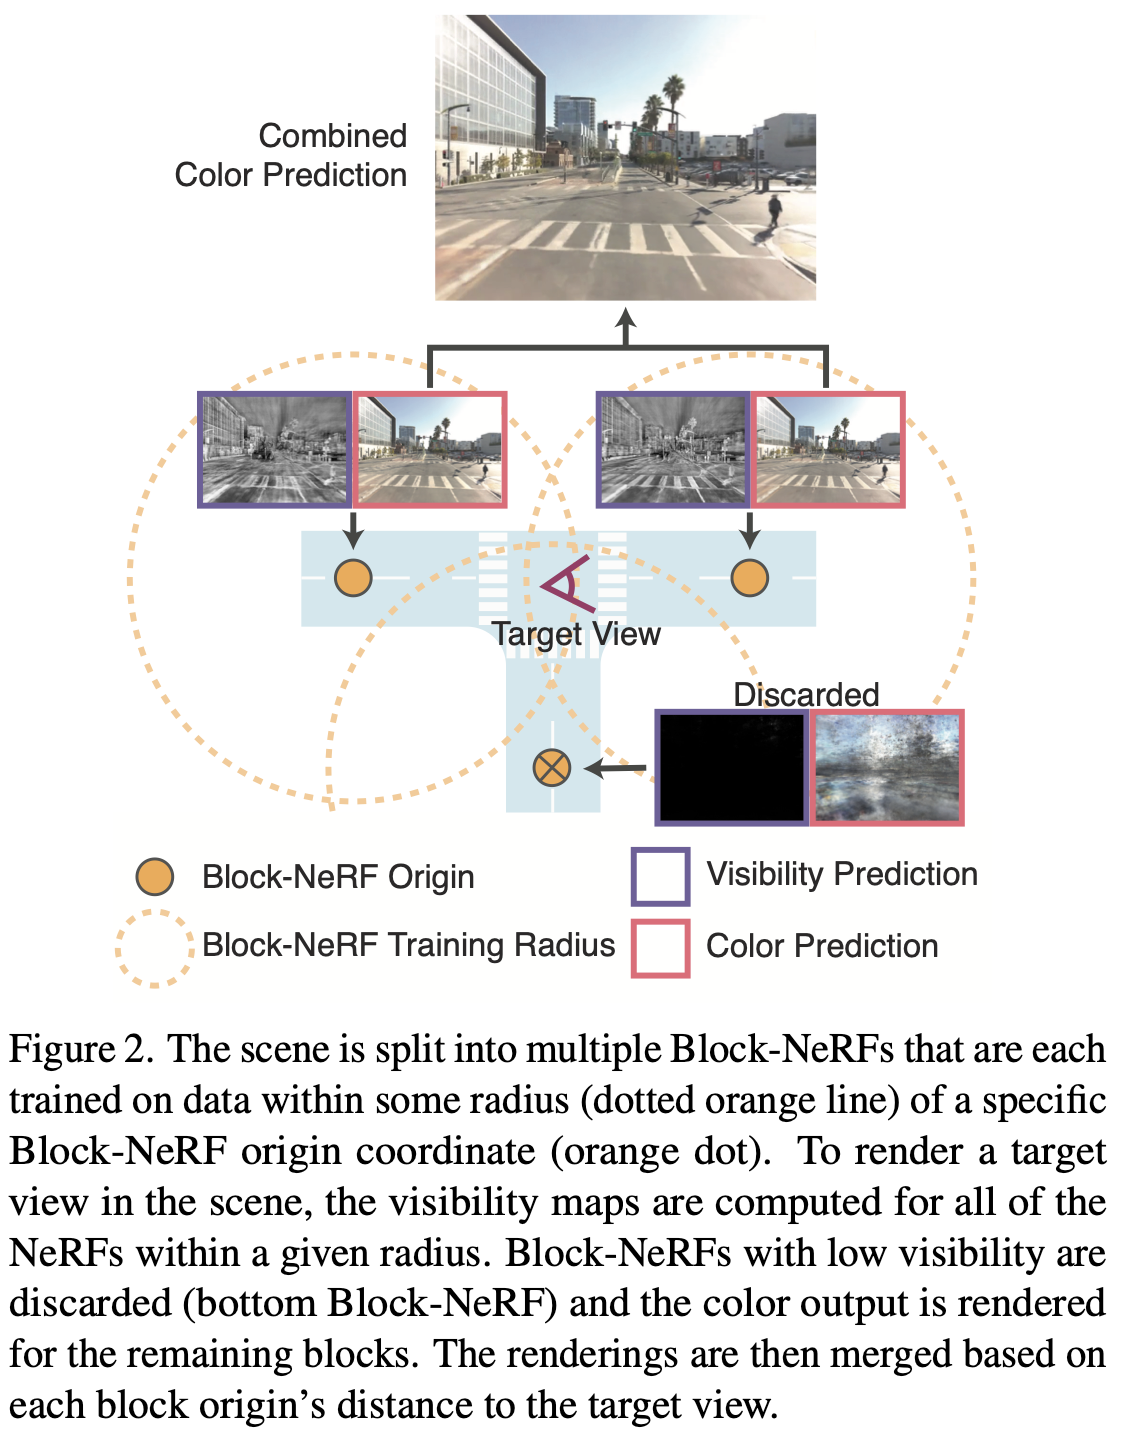 Combined
Color Prediction
Target View
Discarded
Block-NeRF Origin
Visibility Prediction
Block-NeRF Training Radius
Color Prediction
Figure 2. The scene is split into multiple Block-NeRFs that are each
trained on data within some radius (dotted orange line) of a specific
Block-NeRF origin coordinate (orange dot). To render a target
view in the scene, the visibility maps are computed for all of the
NeRFs within a given radius. Block-NeRFs with low visibility are
discarded (bottom Block-NeRF) and the color output is rendered
for the remaining blocks. The renderings are then merged based on
each block origin's distance to the target view.